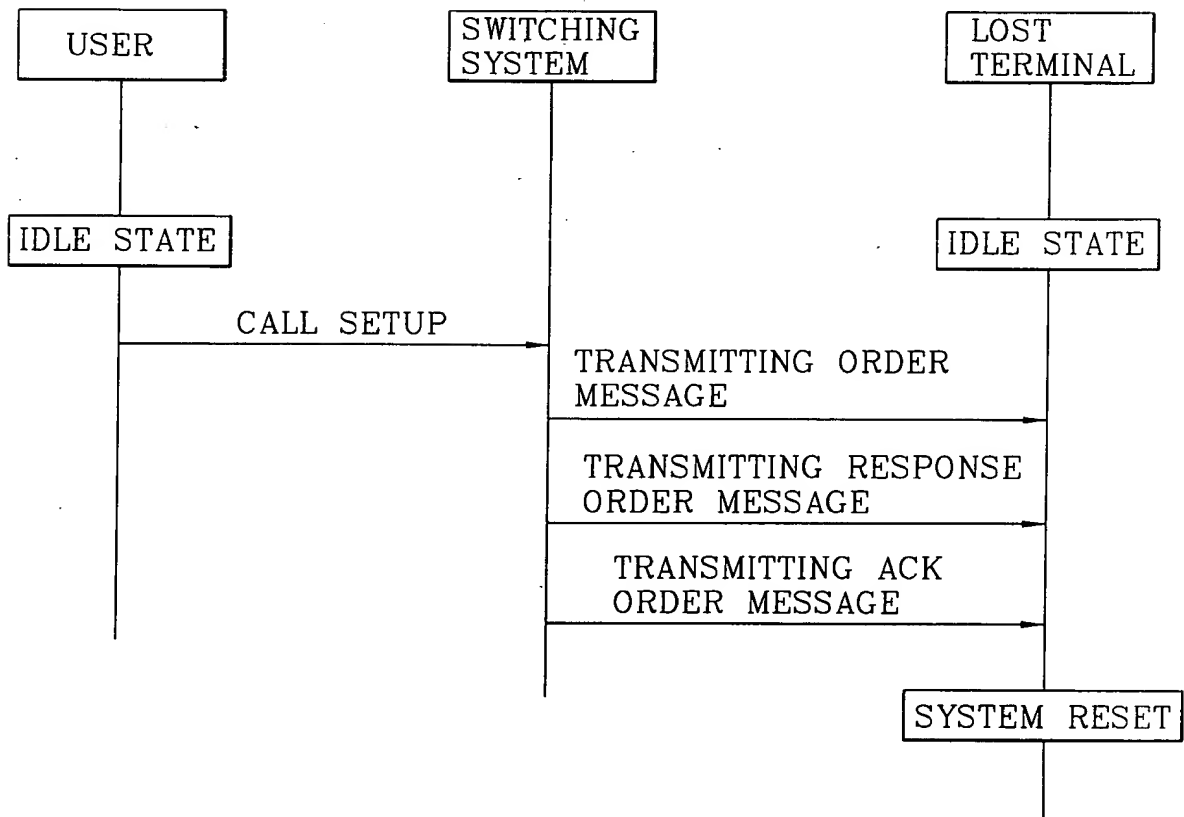 USER
SWITCHING
SYSTEM
LOST
TERMINAL
IDLE STATE
IDLE STATE
CALL SETUP
TRANSMITTING ORDER
MESSAGE
TRANSMITTING RESPONSE
ORDER MESSAGE
TRANSMITTING ACK
ORDER MESSAGE
SYSTEM RESET